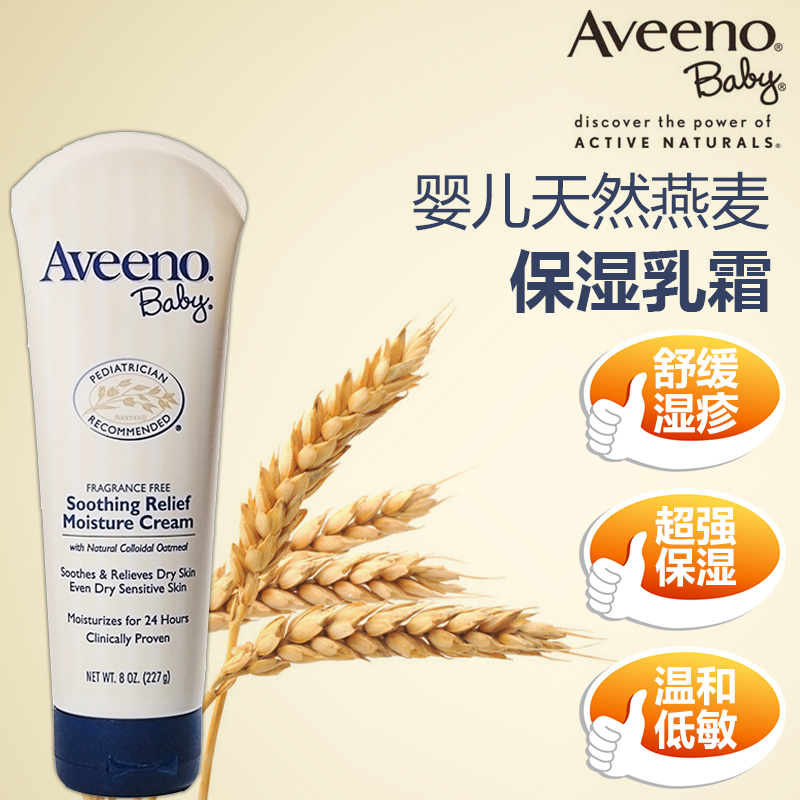 Aveeno®
Baby®
discover the power of
ACTIVE NATURALS®
婴儿天然燕麦
保湿乳霜
舒缓
湿疹
超强
保湿
温和
低敏
Aveeno®
Baby®
PEDIATRICIAN
Aveeno®
RECOMMENDED®
FRAGRANCE FREE
Soothing Relief
Moisture Cream
with Natural Colloidal Oatmeal
Soothes & Relieves Dry Skin
Even Dry Sensitive Skin
Moisturizes for 24 Hours
Clinically Proven
NET WT. 8 OZ. (227g)